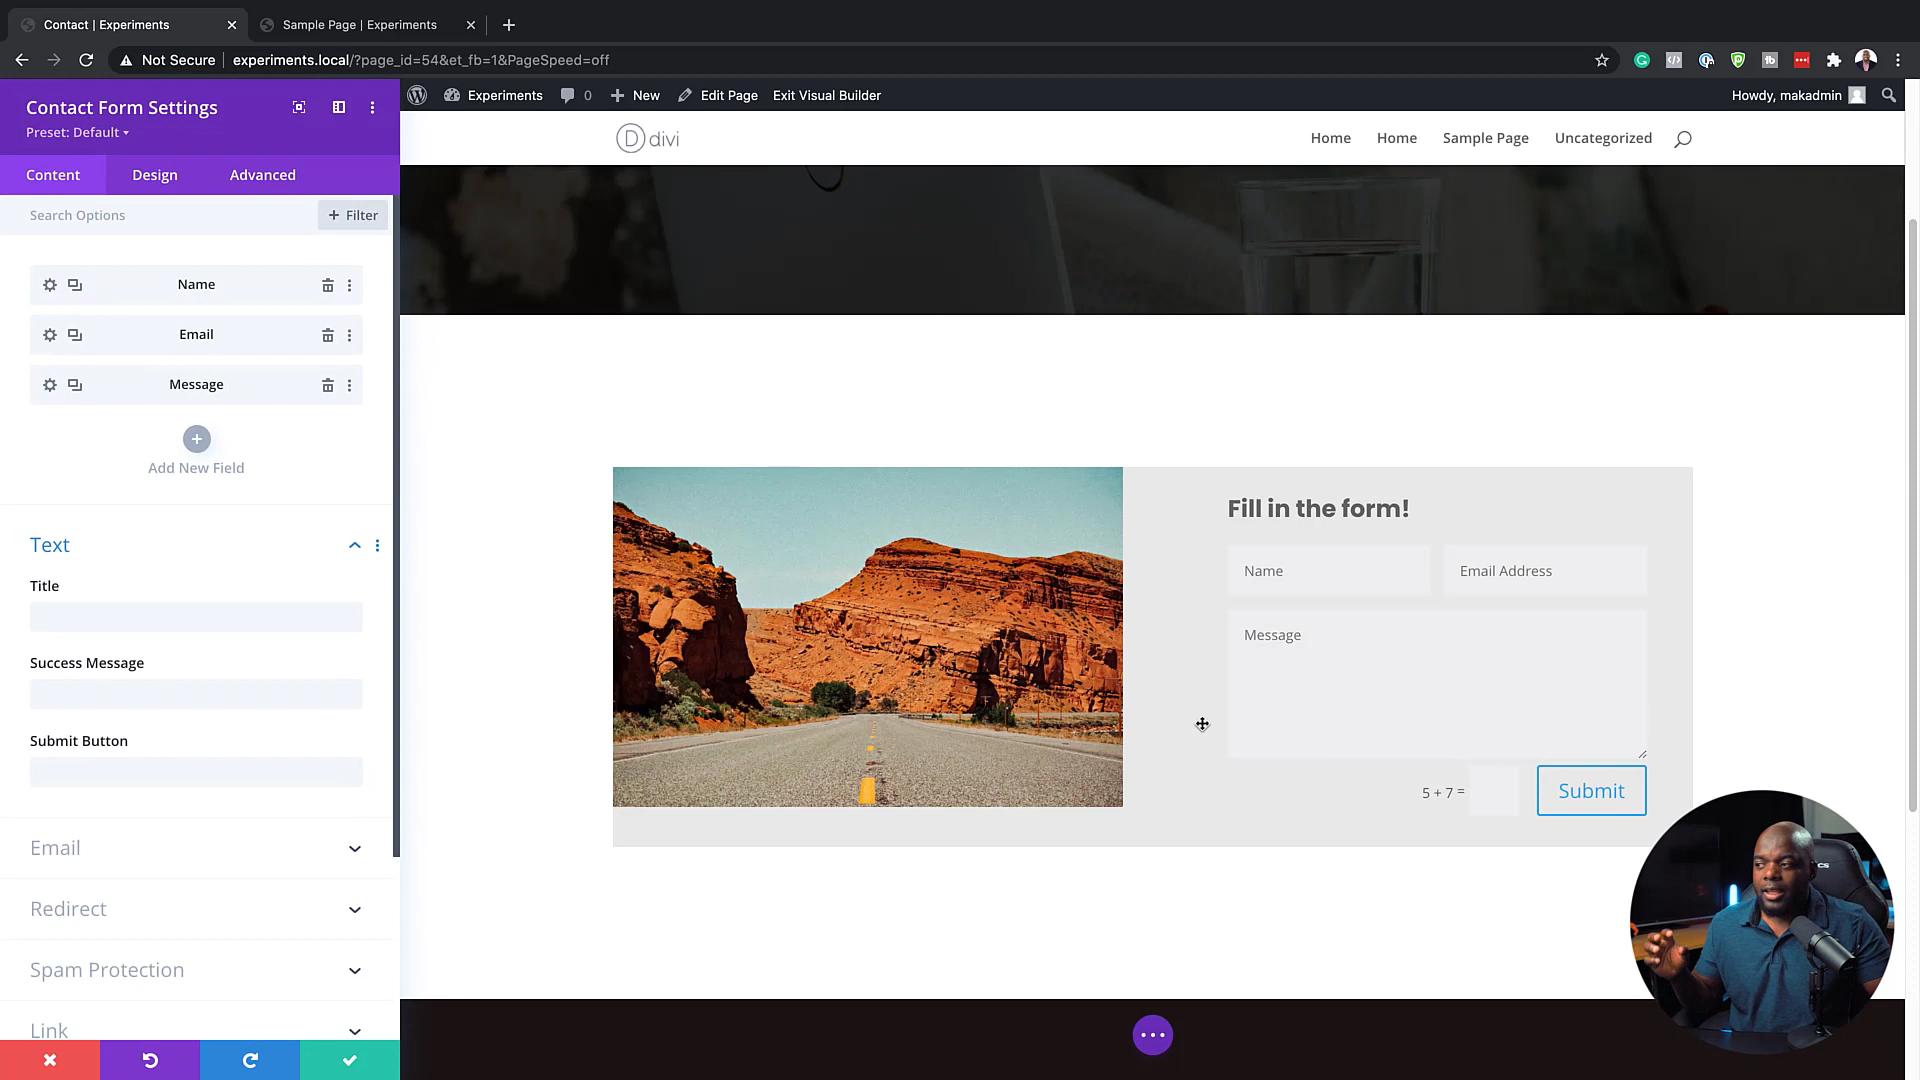 Contact | Experiments
Sample Page | Experiments
Not Secure
experiments.local/?page_id=54&et_fb=1&PageSpeed=off
Contact Form Settings
Preset: Default
Experiments
0
New
Edit Page
Exit Visual Builder
Howdy, makadmin
divi
Home
Home
Sample Page
Uncategorized
Content
Design
Advanced
Search Options
+ Filter
Name
Email
Message
Add New Field
Text
Title
Success Message
Submit Button
Email
Redirect
Spam Protection
Link
Fill in the form!
Name
Email Address
Message
5 + 7 =
Submit